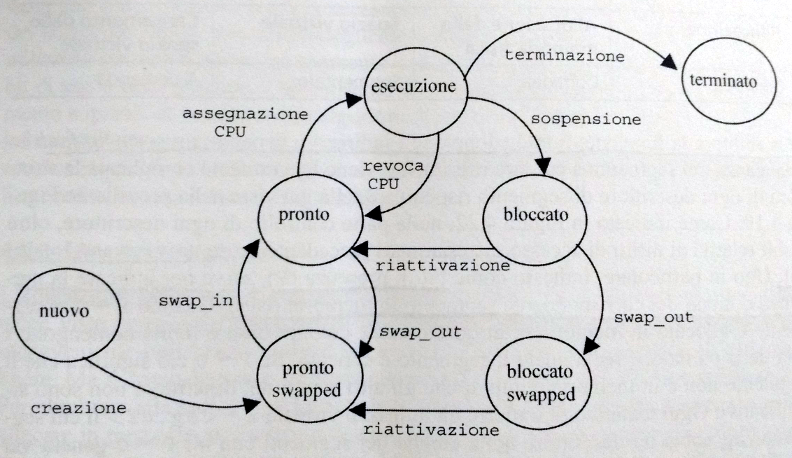 esecuzione
terminazione
terminato
assegnazione
CPU
sospensione
revoca
CPU
pronto
bloccato
riattivazione
swap_in
nuovo
swap_out
swap_out
pronto
swapped
bloccato
swapped
creazione
riattivazione